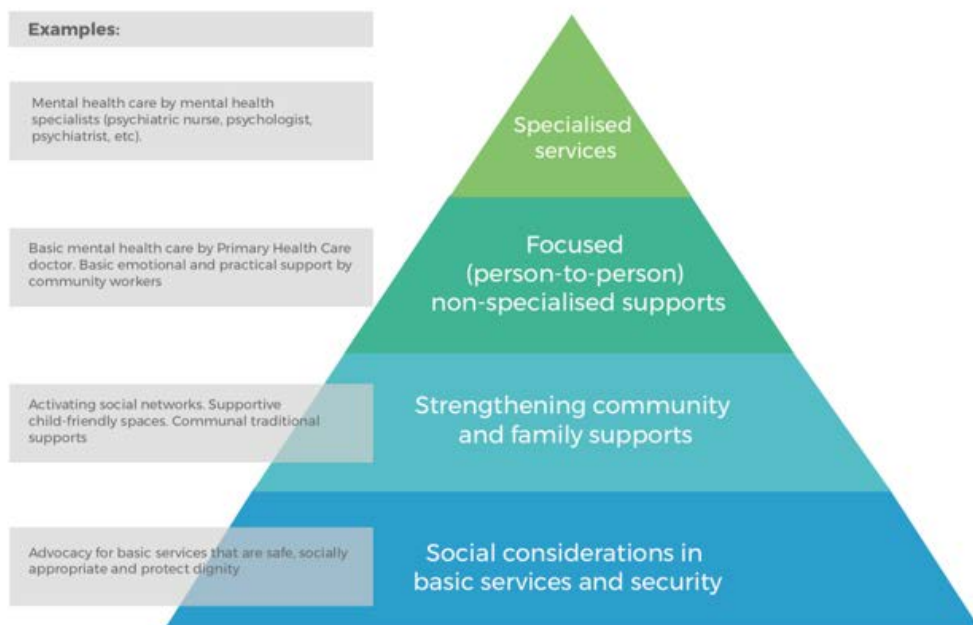 Examples:
Mental health care by mental health
specialists (psychiatric nurse, psychologist,
psychiatrist, etc).
Specialised
services
Basic mental health care by Primary Health Care
doctor. Basic emotional and practical support by
community workers
Focused
(person-to-person)
non-specialised supports
Activating social networks. Supportive
child-friendly spaces. Communal traditional
supports
Strengthening community
and family supports
Advocacy for basic services that are safe, socially
appropriate and protect dignity
Social considerations in
basic services and security